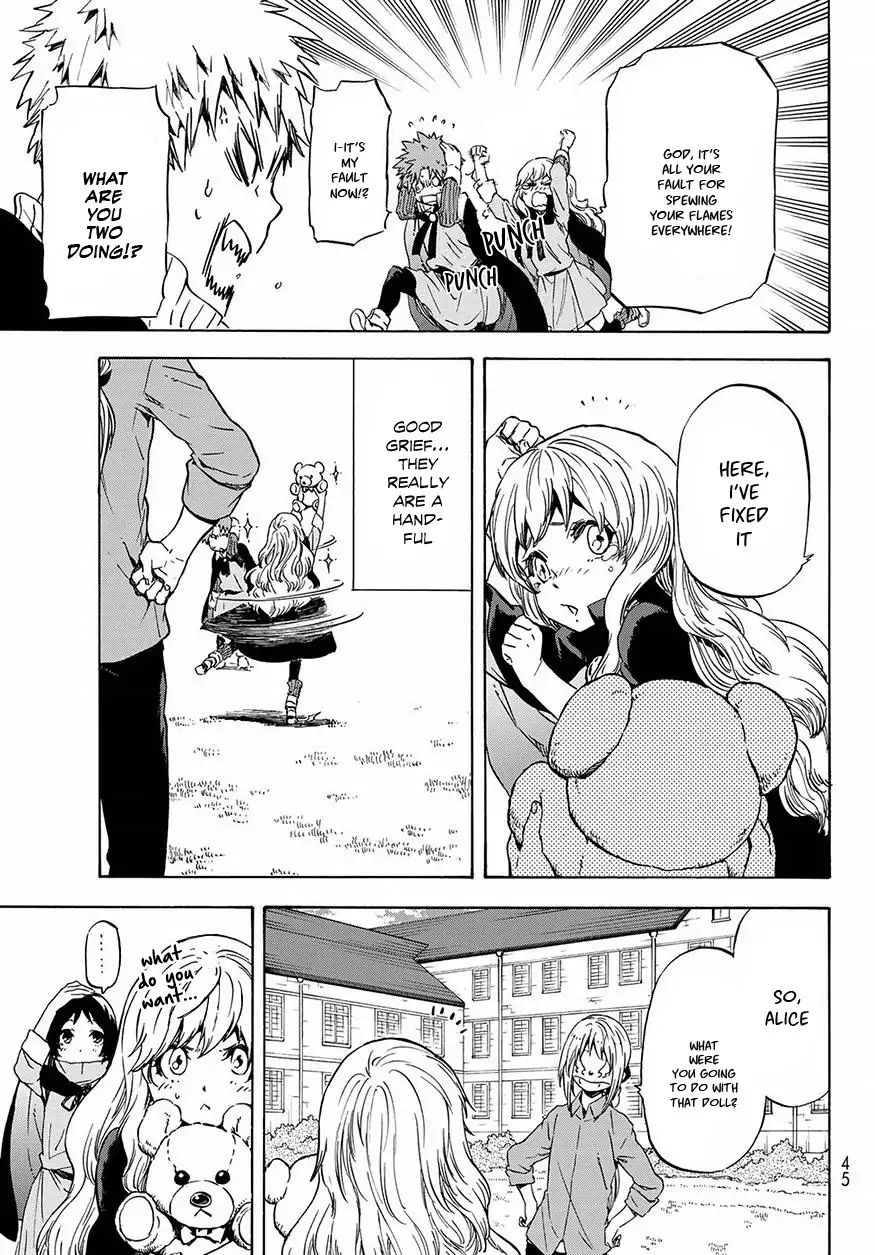 GOD, IT'S
ALL YOUR
FAULT FOR
SPEWING
YOUR FLAMES
EVERYWHERE!
PUNCH
PUNCH
I-IT'S
MY
FAULT
NOW!?
WHAT
ARE
YOU
TWO
DOING!?
HERE,
I'VE
FIXED
IT
GOOD
GRIEF...
THEY
REALLY
ARE A
HAND-
FUL
SO,
ALICE
WHAT
WERE
YOU GOING
TO DO WITH
THAT DOLL?
what
do you
want...
......
45